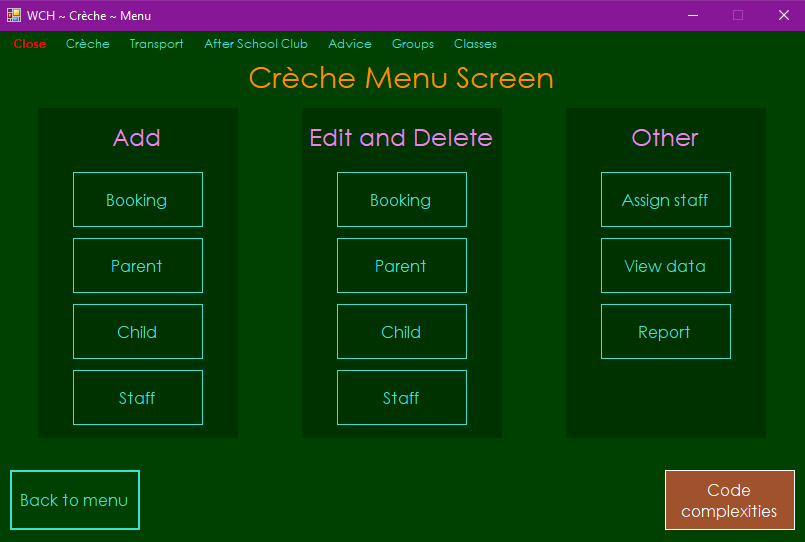 WCH ~ Crèche ~ Menu
Close Crèche Transport After School Club Advice Groups Classes
Crèche Menu Screen
Add
Booking
Parent
Child
Staff
Edit and Delete
Booking
Parent
Child
Staff
Other
Assign staff
View data
Report
Back to menu
Code
complexities